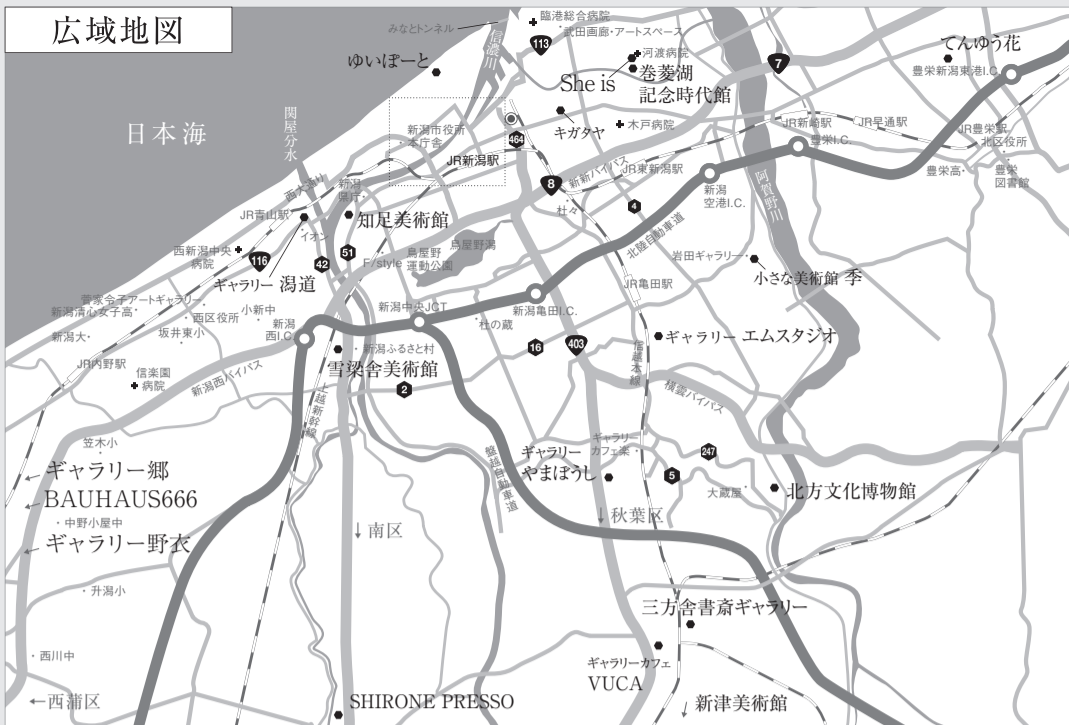 広域地図
みなとトンネル
信濃川
臨港総合病院
武田画廊・アートスペース
113
河渡病院
ゆいぽーと
She is
巻菱湖
記念時代館
7
てんゆう花
豊栄新潟東港I.C.
日本海
関屋分水
新潟市役所
本庁舎
キガタヤ
木戸病院
464
JR新潟駅
JR新崎駅
JR早通駅
豊栄I.C.
JR豊栄駅
北区役所
豊栄高
豊栄
図書館
西大通り
新潟
県庁
8
新新バイパス
JR東新潟駅
新潟
空港I.C.
阿賀野川
JR青山駅
イオン
知足美術館
杜々
4
北陸自動車道
西新潟中央
病院
116
ギャラリー 潟道
42
51
F/style
鳥屋野
運動公園
鳥屋野潟
岩田ギャラリー
小さな美術館 季
JR亀田駅
菅家令子アートギャラリー
新潟清心女子高
西区役所
小新中
新潟大
坂井東小
新潟
西I.C.
新潟中央JCT
杜の蔵
新潟亀田I.C.
ギャラリー エムスタジオ
JR内野駅
信楽園
病院
新潟西バイパス
新潟ふるさと村
雪梁舎美術館
2
16
403
信越本線
横雲バイパス
上越新幹線
笠木小
ギャラリー郷
BAUHAUS666
中野小屋中
ギャラリー野衣
磐越自動車道
ギャラリー
やまぼうし
ギャラリー
カフェ楽
247
5
大蔵屋
北方文化博物館
↓南区
↓秋葉区
升潟小
三方舎書斎ギャラリー
西川中
ギャラリーカフェ
VUCA
←西蒲区
SHIRONE PRESSO
↓新津美術館